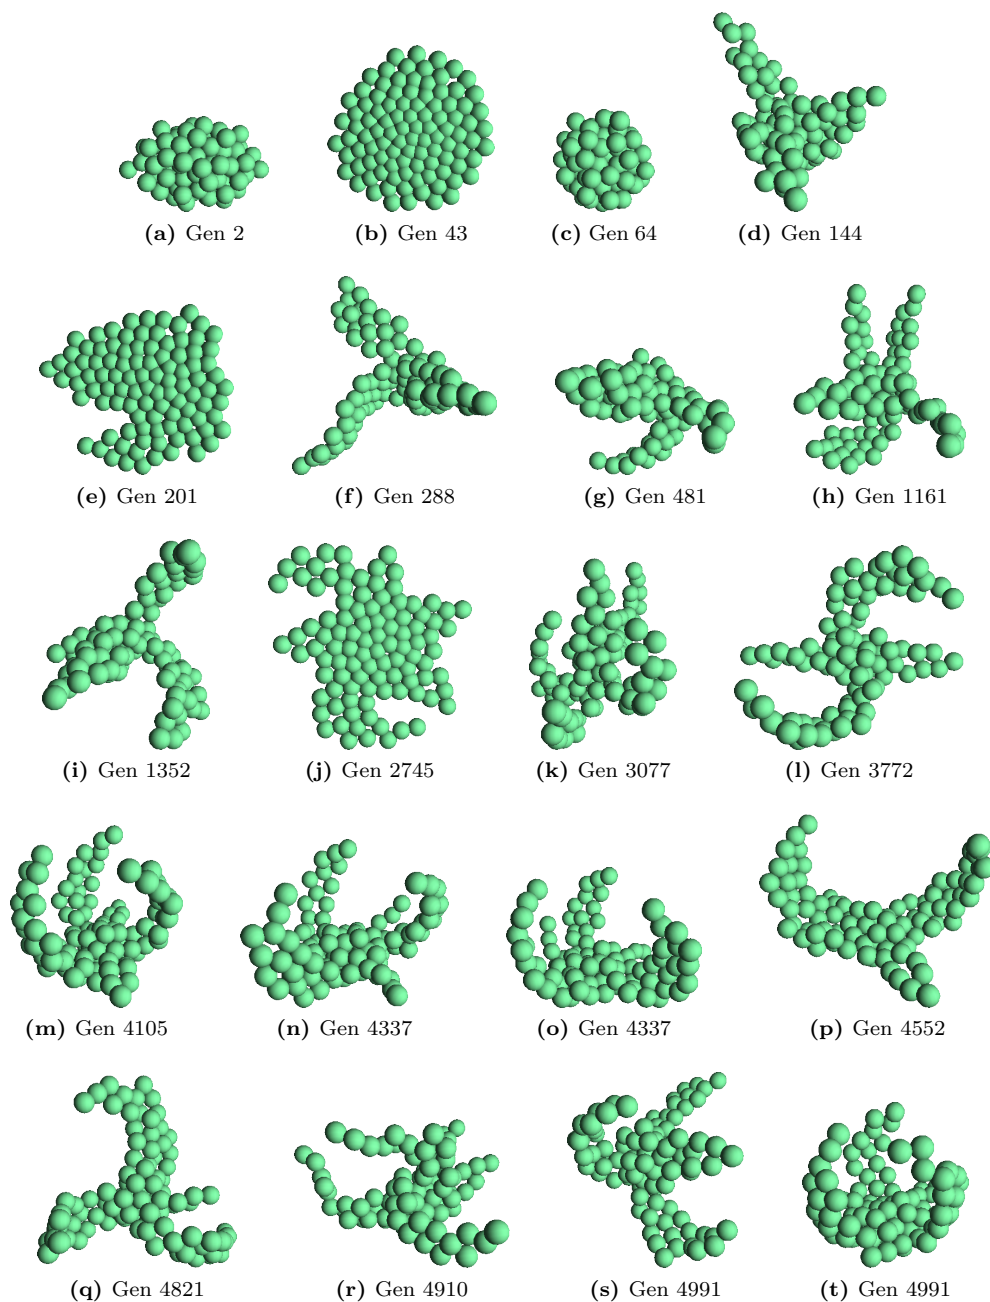 (a) Gen 2
(b) Gen 43
(c) Gen 64
(d) Gen 144
(e) Gen 201
(f) Gen 288
(g) Gen 481
(h) Gen 1161
(i) Gen 1352
(j) Gen 2745
(k) Gen 3077
(l) Gen 3772
(m) Gen 4105
(n) Gen 4337
(o) Gen 4337
(p) Gen 4552
(q) Gen 4821
(r) Gen 4910
(s) Gen 4991
(t) Gen 4991